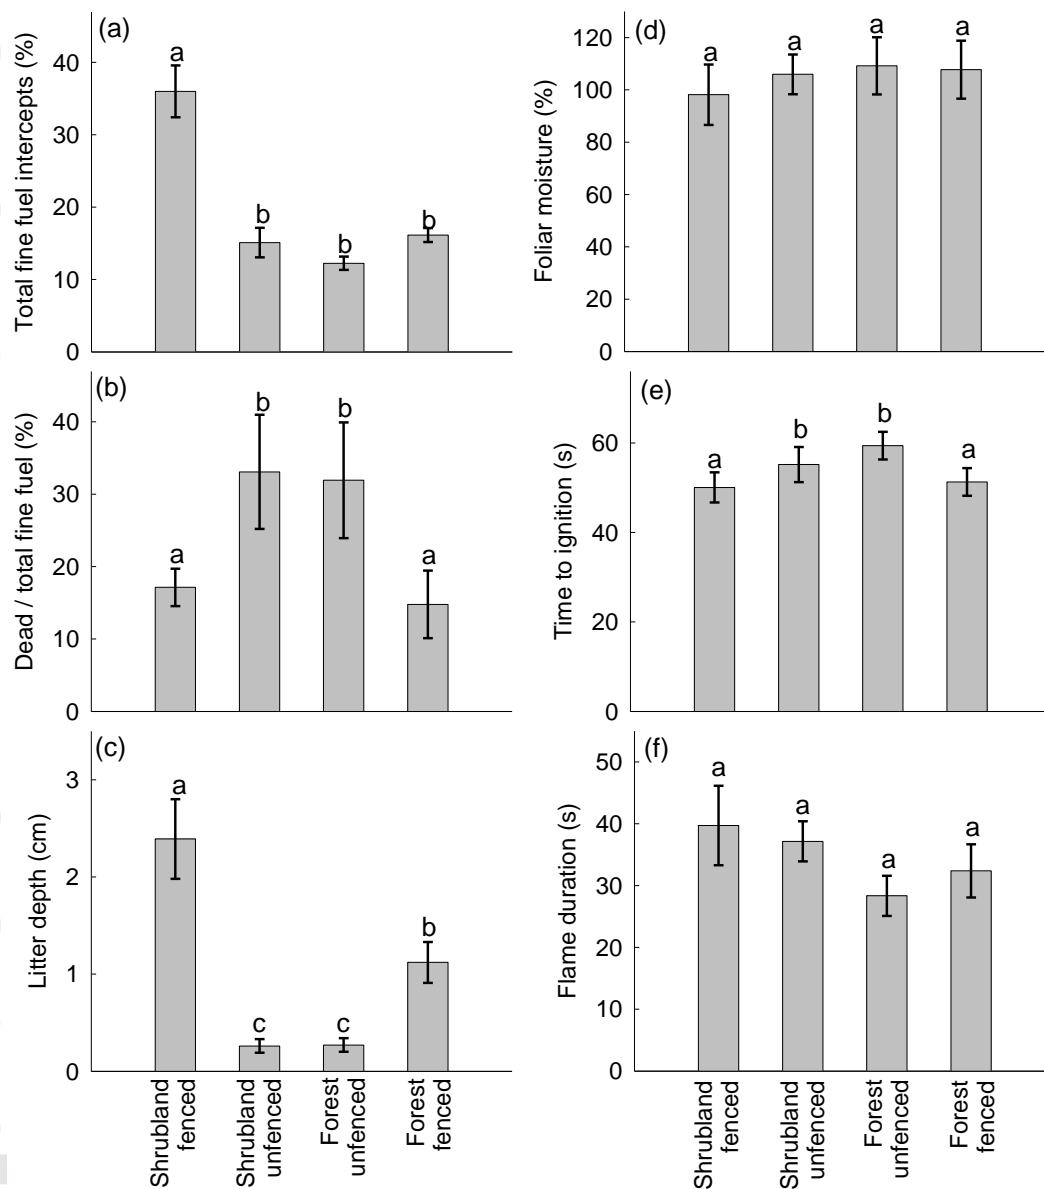 (a)
Total fine fuel intercepts (%)
40
30
20
10
0
a
b
b
b
(b)
Dead / total fine fuel (%)
40
30
20
10
0
a
b
b
a
(c)
Litter depth (cm)
3
2
1
0
a
c
c
b
Shrubland
fenced
Shrubland
unfenced
Forest
unfenced
Forest
fenced
(d)
Foliar moisture (%)
120
100
80
60
40
20
0
a
a
a
a
(e)
Time to ignition (s)
60
40
20
0
a
b
b
a
(f)
Flame duration (s)
50
40
30
20
10
0
a
a
a
a
Shrubland
fenced
Shrubland
unfenced
Forest
unfenced
Forest
fenced